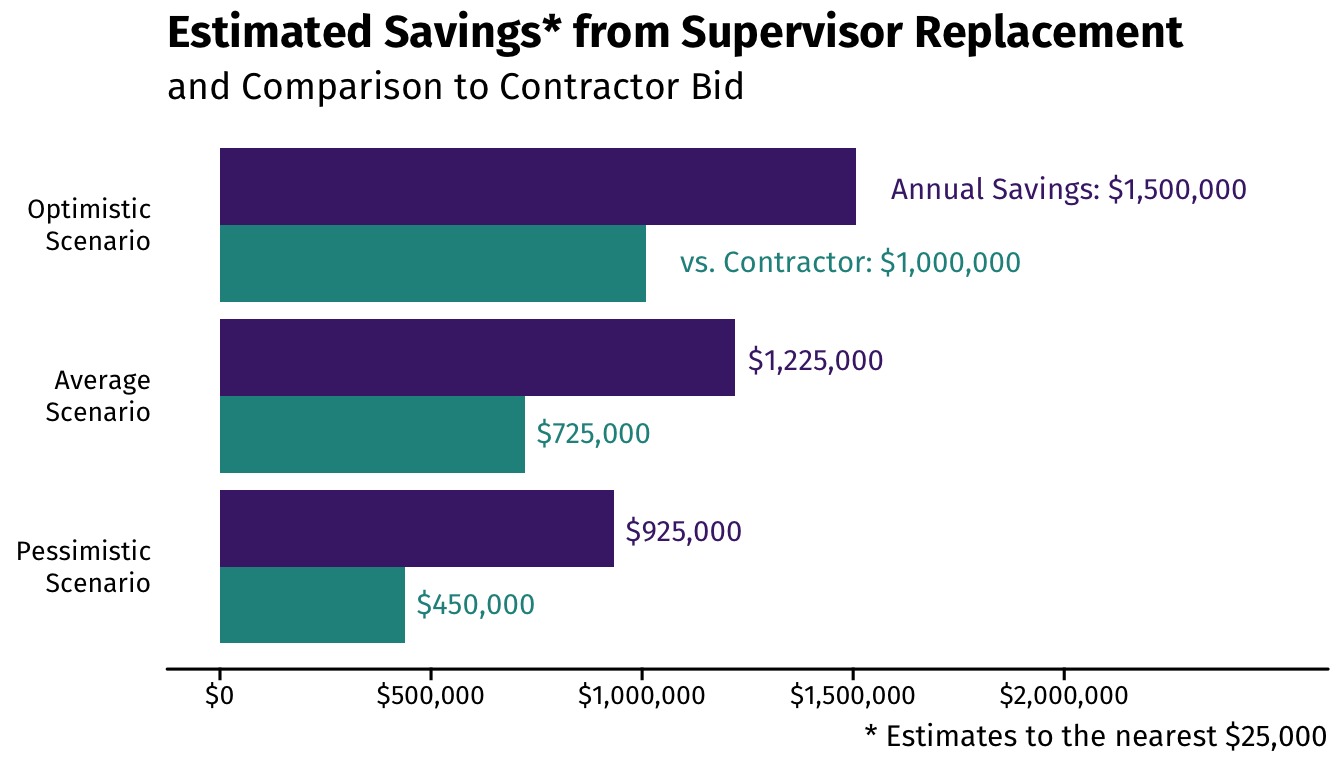 Estimated Savings* from Supervisor Replacement
and Comparison to Contractor Bid
Optimistic
Scenario
Annual Savings: $1,500,000
vs. Contractor: $1,000,000
Average
Scenario
$1,225,000
$725,000
Pessimistic
Scenario
$925,000
$450,000
$0 $500,000 $1,000,000 $1,500,000 $2,000,000
* Estimates to the nearest $25,000